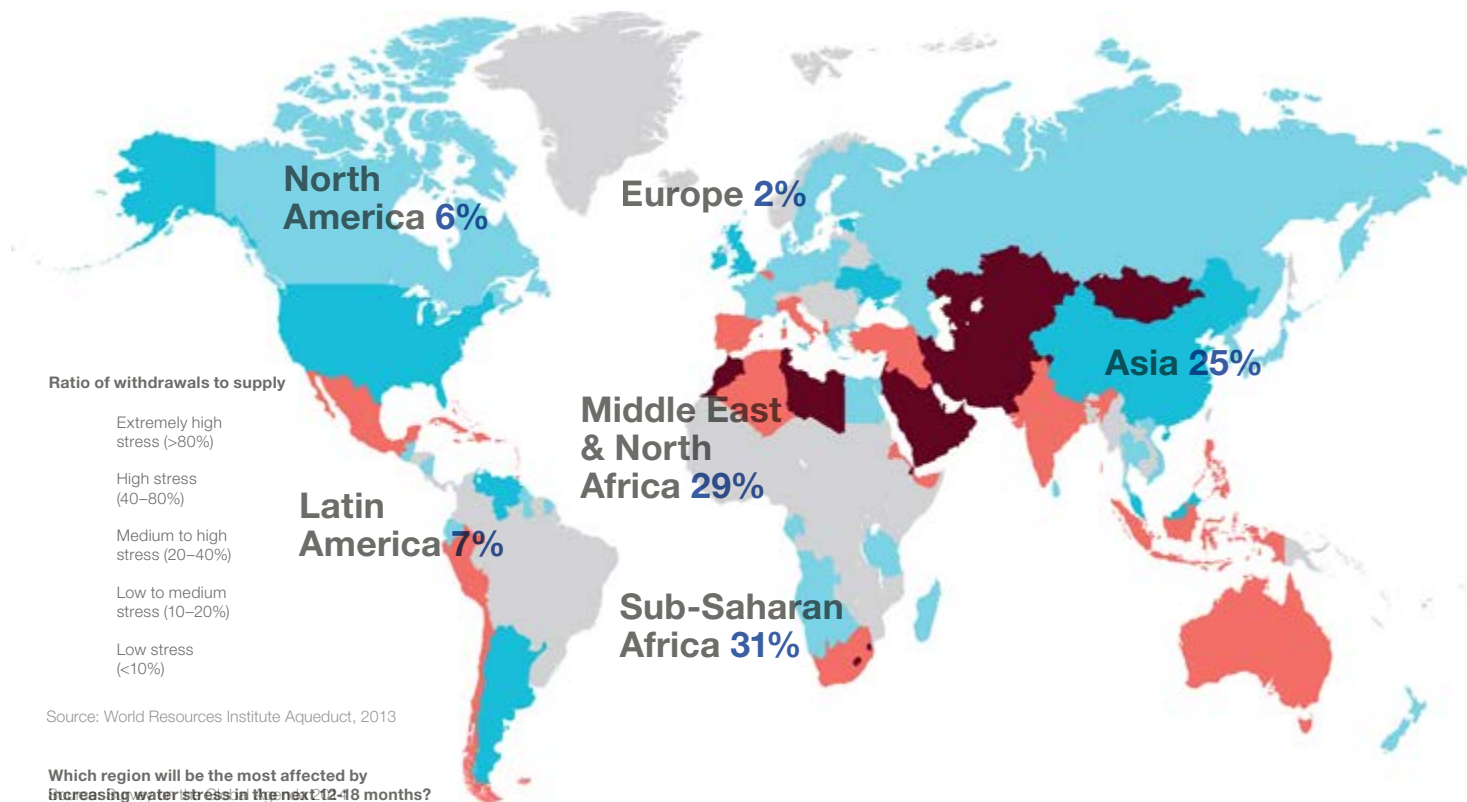 North
America 6%
Europe 2%
Asia 25%
Ratio of withdrawals to supply
Extremely high
stress (>80%)
High stress
(40–80%)
Medium to high
stress (20–40%)
Low to medium
stress (10–20%)
Low stress
(<10%)
Middle East
& North
Africa 29%
Latin
America 7%
Sub-Saharan
Africa 31%
Source: World Resources Institute Aqueduct, 2013
Which region will be the most affected by
increasing water stress in the next 12-18 months?